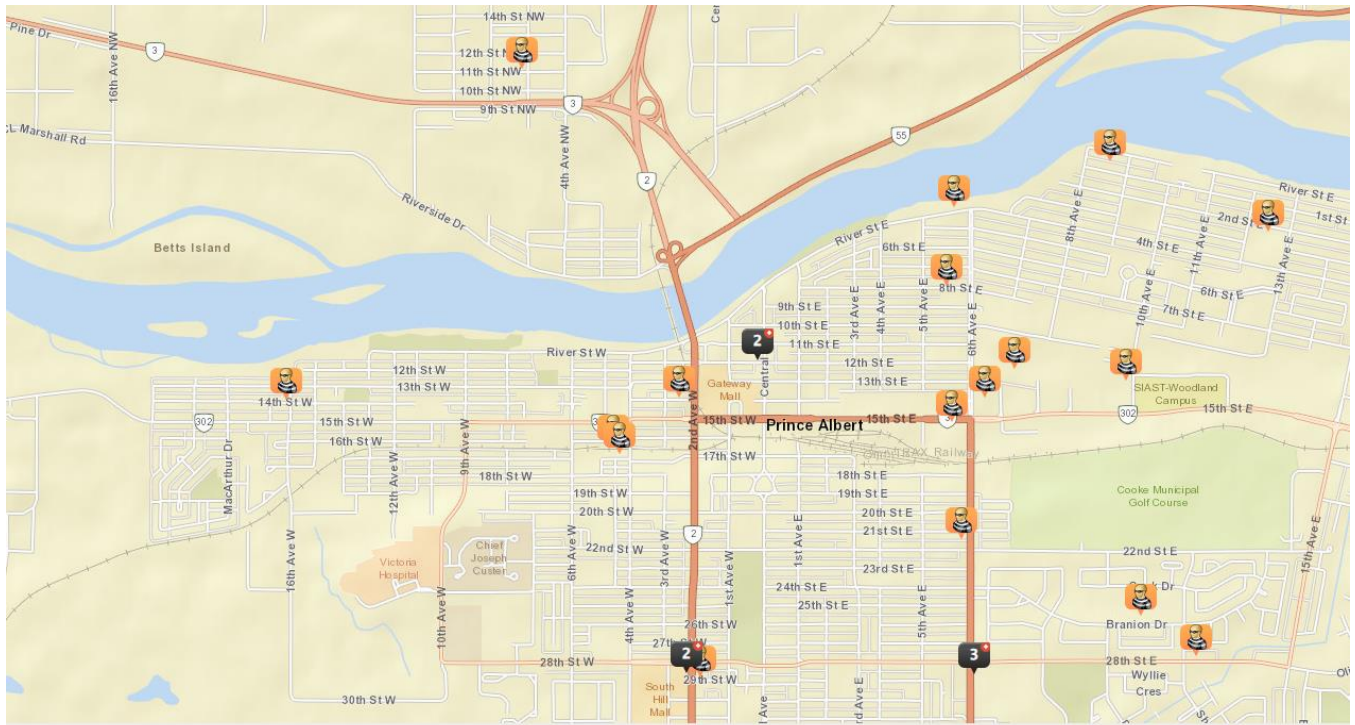 14th St NW
Pine Dr
3
16th Ave NW
11th St NW
10th St NW
9th St NW
3
CL Marshall Rd
4th Ave NW
55
2
Riverside Dr
Betts Island
8th Ave E
River St E
2nd St E
1st St
4th St E
11th Ave E
13th Ave E
River St E
6th St E
8th St E
6th St E
7th St E
10th Ave E
9th St E
10th St E
11th St E
3rd Ave E
4th Ave E
5th Ave E
6th Ave E
2
River St W
12th St W
13th St W
14th St W
Gateway
Mall
Central
12th St E
13th St E
SIAST-Woodland
Campus
302
15th St W
16th St W
15th St W
Prince Albert
15th St E
302
15th St E
2nd Ave W
9th Ave W
MacArthur Dr
12th Ave W
17th St W
18th St W
18th St E
19th St W
19th St E
20th St W
20th St E
21st St E
Cooke Municipal
Golf Course
16th Ave W
Victoria
Hospital
Chief
Joseph
Custer
6th Ave W
22nd St W
3rd Ave W
2
1st Ave W
1st Ave E
22nd St E
15th Ave E
23rd St E
24th St E
25th St E
5th Ave E
10th Ave W
4th Ave W
26th St W
27th St W
Branion Dr
2
3
28th St W
28th St E
29th St W
Wyllie
Cres
30th St W
South
Hill
Mall
Ave
3rd Ave E